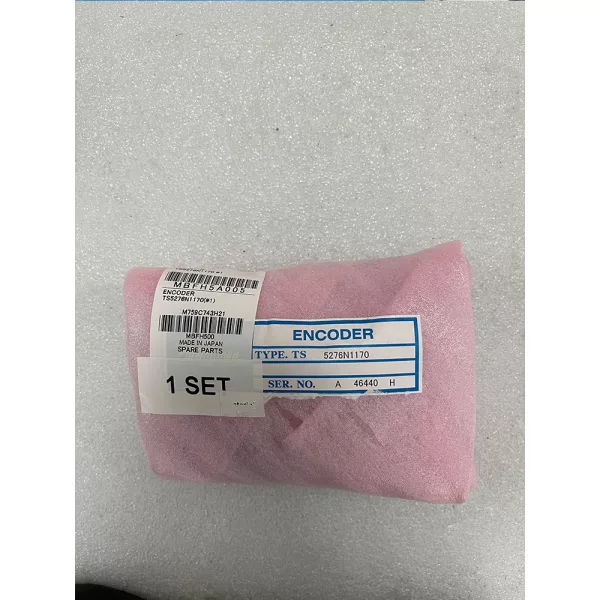 MBFH5A005
ENCODER
TS5276N1170(#1)
M759C743H21
MBFH500
MADE IN JAPAN
SPARE PARTS
1 SET
ENCODER
TYPE. TS 5276N1170
SER. NO. A 46440 H